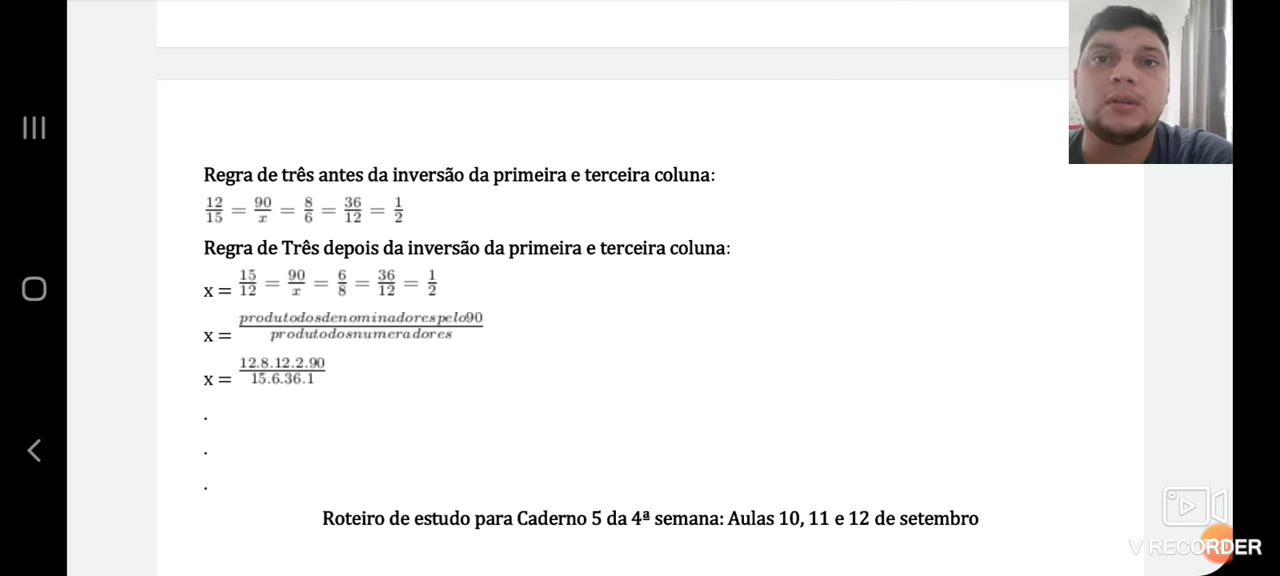 Regra de três antes da inversão da primeira e terceira coluna:
12/15 = 90/x = 8/6 = 36/12 = 1/2
Regra de Três depois da inversão da primeira e terceira coluna:
x = 15/12 = 90/x = 6/8 = 36/12 = 1/2
x = produtodosdenominadorespelo90/produtodosnumeradores
x = 12.8.12.2.90/15.6.36.1
.
.
.
Roteiro de estudo para Caderno 5 da 4ª semana: Aulas 10, 11 e 12 de setembro
V RECORDER